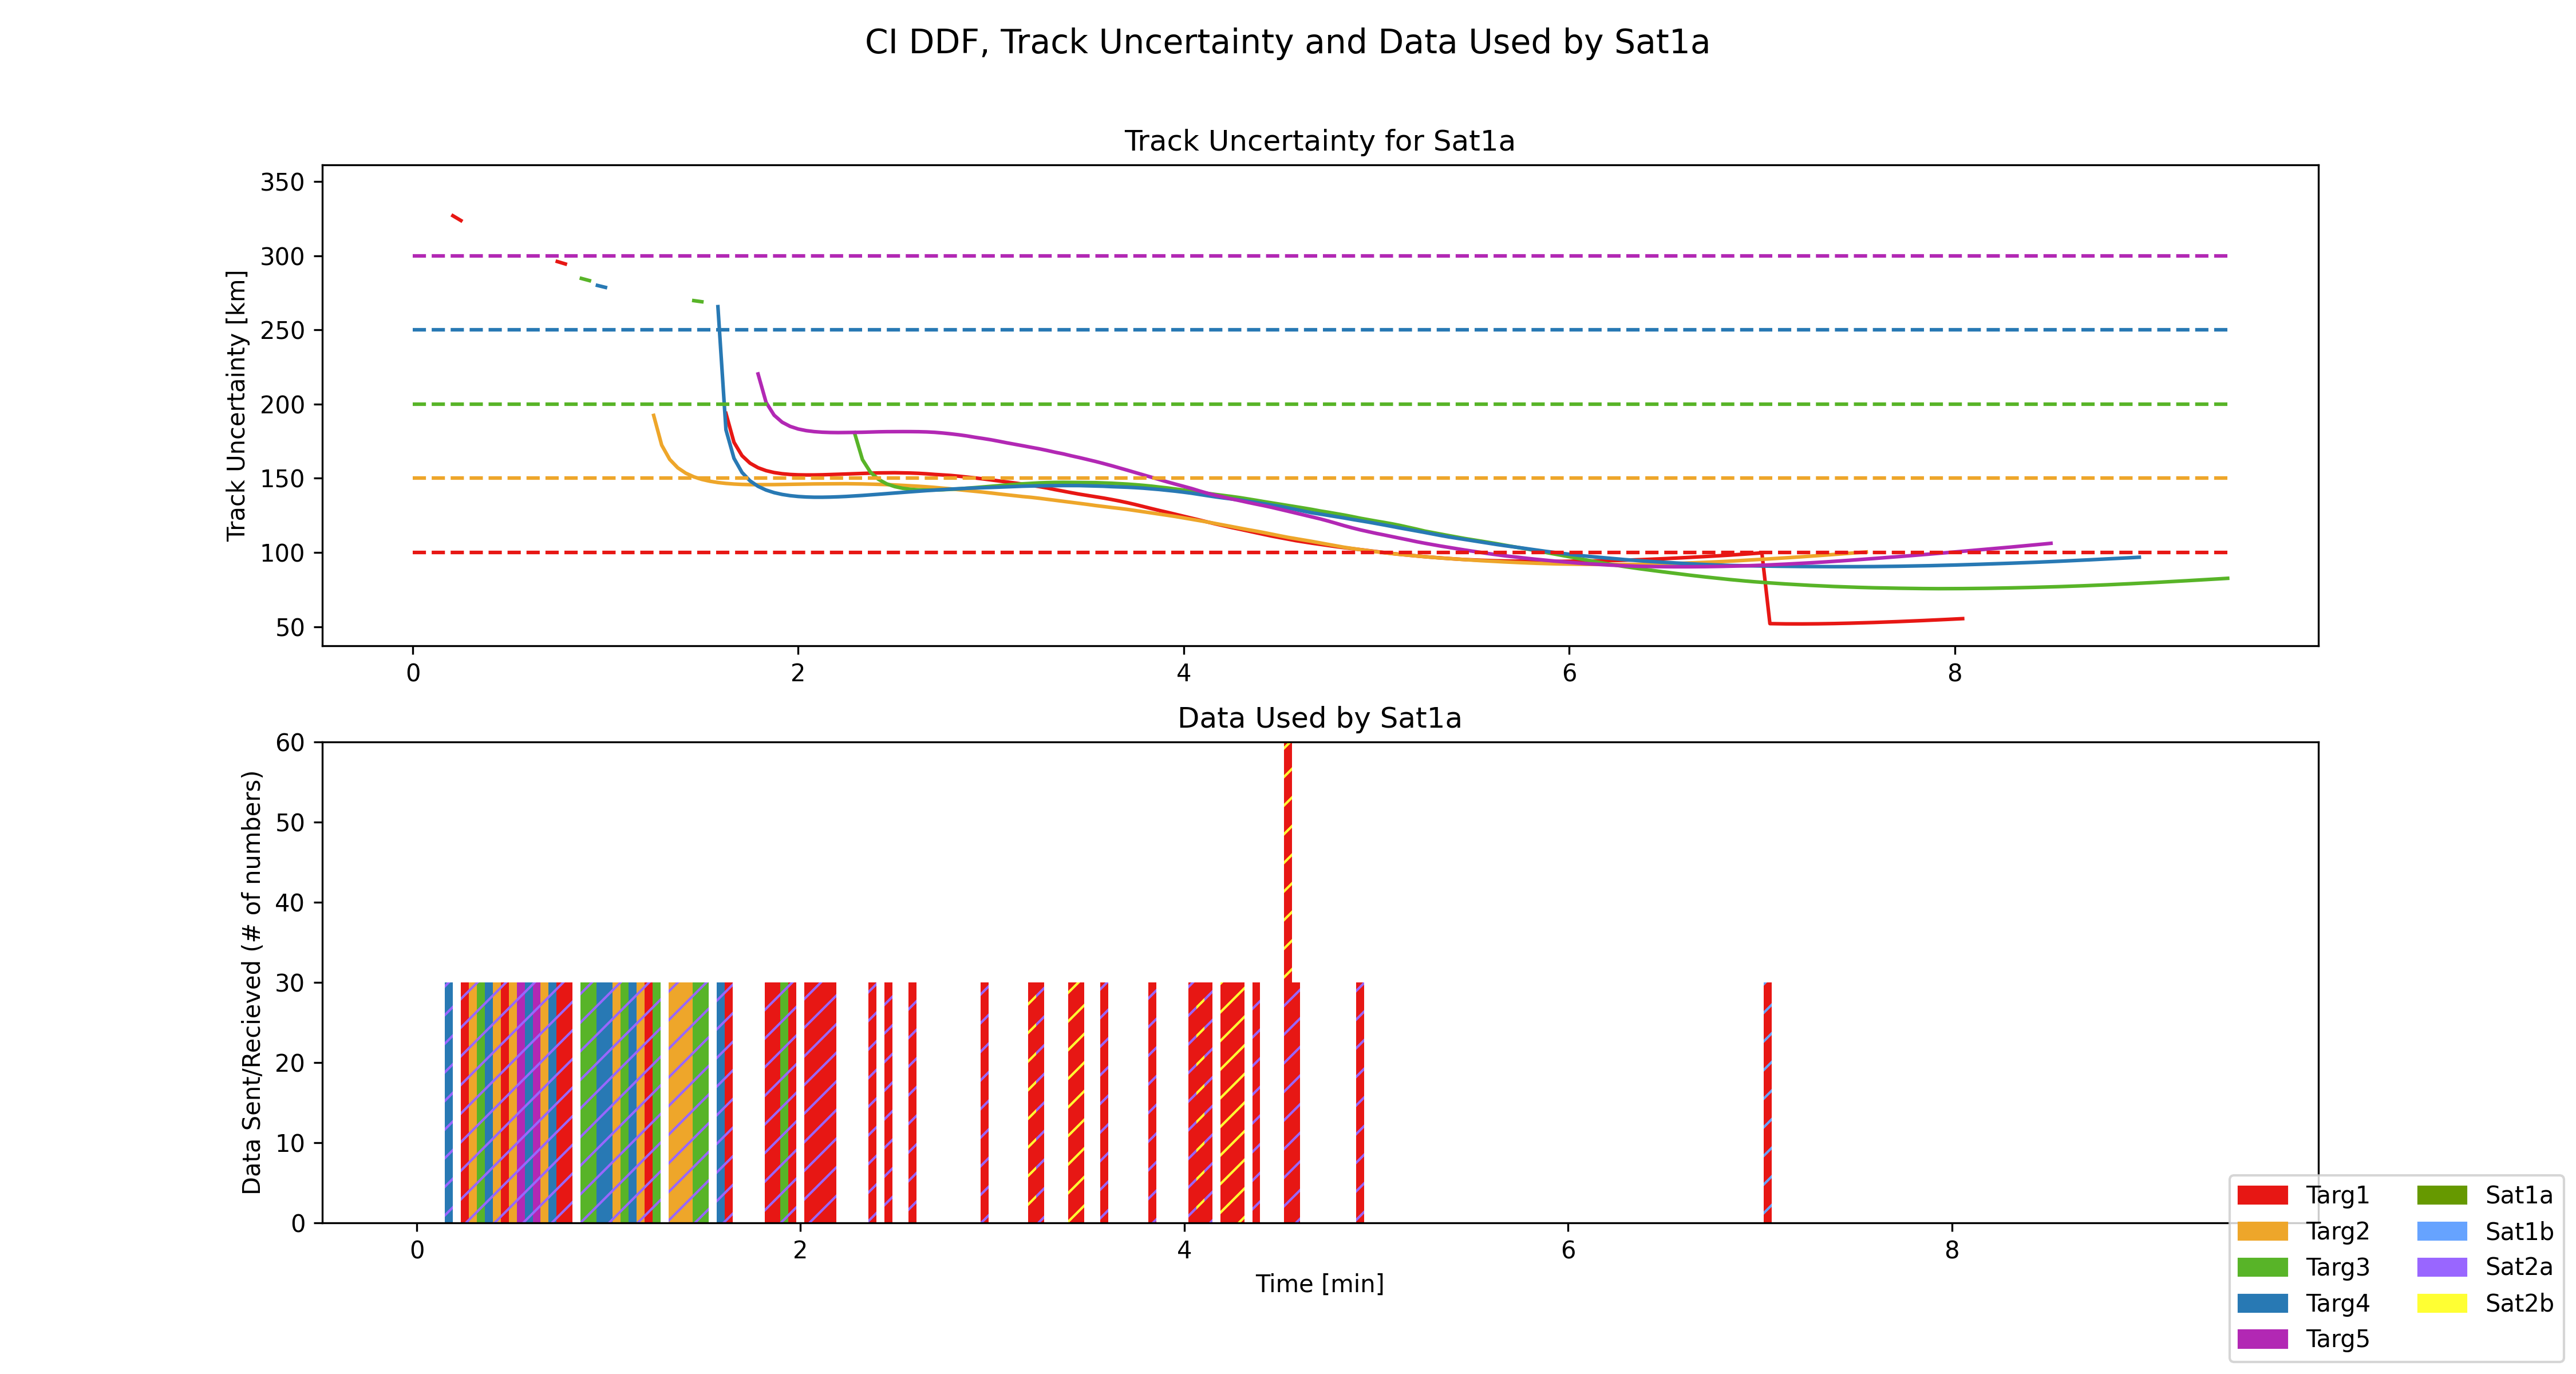 CI DDF, Track Uncertainty and Data Used by Sat1a
Track Uncertainty for Sat1a
Track Uncertainty [km]
350
300
250
200
150
100
50
0 2 4 6 8
Data Used by Sat1a
Data Sent/Recieved (# of numbers)
60
50
40
30
20
10
0
0 2 4 6 8
Time [min]
Targ1 Sat1a
Targ2 Sat1b
Targ3 Sat2a
Targ4 Sat2b
Targ5